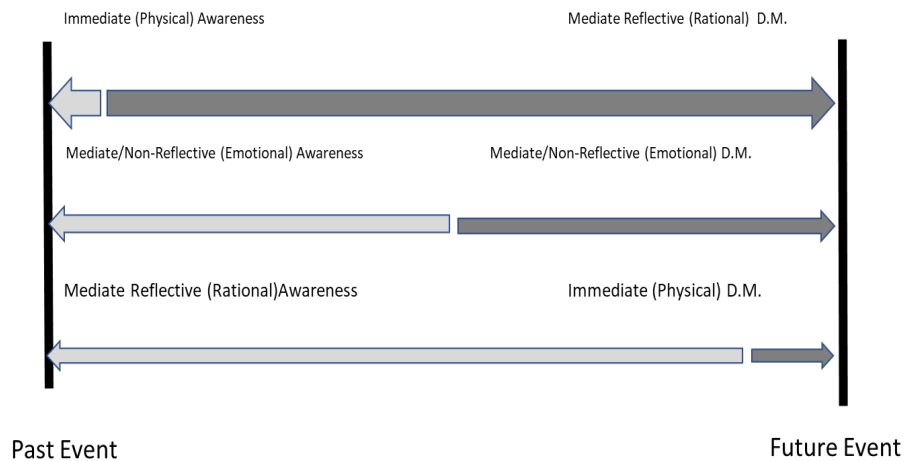 Immediate (Physical) Awareness
Mediate Reflective (Rational) D.M.
Mediate/Non-Reflective (Emotional) Awareness
Mediate/Non-Reflective (Emotional) D.M.
Mediate Reflective (Rational)Awareness
Immediate (Physical) D.M.
Past Event
Future Event